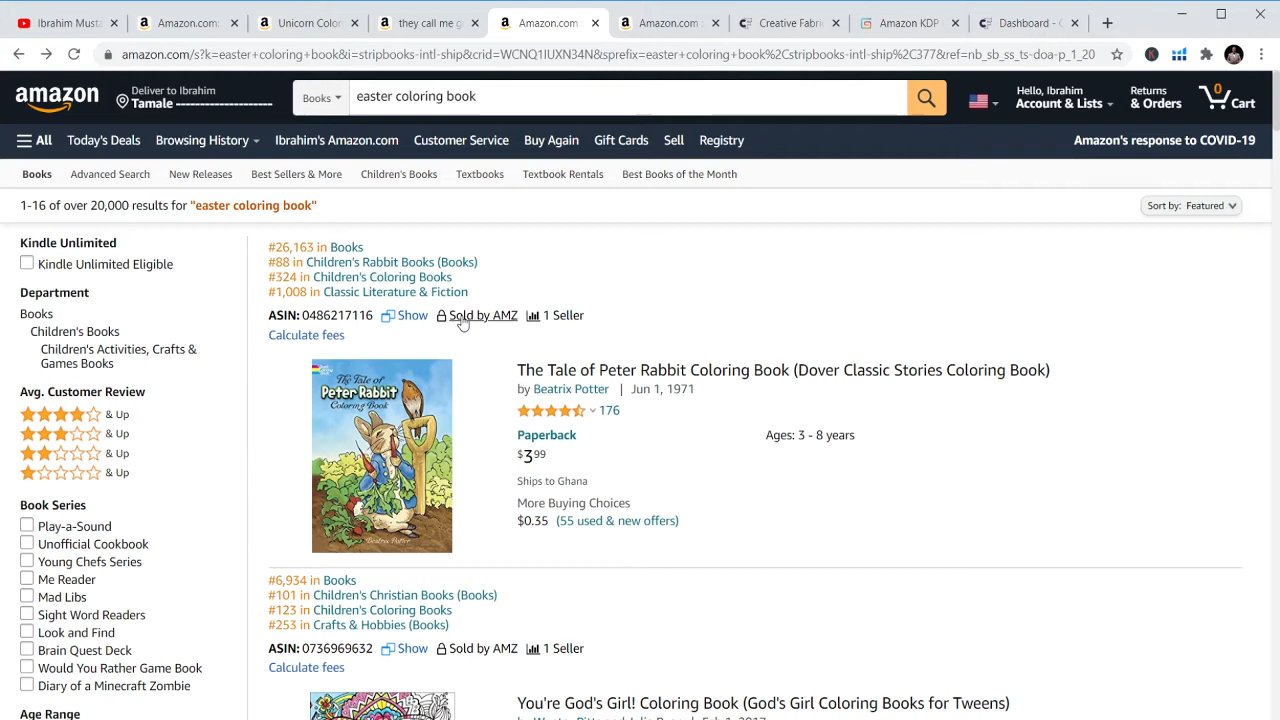 Ibrahim Must
Amazon.com:
Unicorn Color
they call me g
Amazon.com
Amazon.com
Creative Fabri
Amazon KDP
Dashboard - C
amazon.com/s?k=easter+coloring+book&i=stripbooks-intl-ship&crid=WCNO1IUXN34N&sprefix=easter+coloring+book%2Cstripbooks-intl-ship%2C377&ref=nb_sb_ss_ts-doa-p_1_20
amazon
Deliver to Ibrahim
Tamale
Books
easter coloring book
Hello, Ibrahim
Account & Lists
Returns
& Orders
0
Cart
All
Today's Deals
Browsing History
Ibrahim's Amazon.com
Customer Service
Buy Again
Gift Cards
Sell
Registry
Amazon's response to COVID-19
Books
Advanced Search
New Releases
Best Sellers & More
Children's Books
Textbooks
Textbook Rentals
Best Books of the Month
1-16 of over 20,000 results for "easter coloring book"
Sort by: Featured
Kindle Unlimited
Kindle Unlimited Eligible
Department
Books
Children's Books
Children's Activities, Crafts &
Games Books
Avg. Customer Review
& Up
& Up
& Up
& Up
Book Series
Play-a-Sound
Unofficial Cookbook
Young Chefs Series
Me Reader
Mad Libs
Sight Word Readers
Look and Find
Brain Quest Deck
Would You Rather Game Book
Diary of a Minecraft Zombie
Age Range
#26,163 in Books
#88 in Children's Rabbit Books (Books)
#324 in Children's Coloring Books
#1,008 in Classic Literature & Fiction
ASIN: 0486217116 Show Sold by AMZ 1 Seller
Calculate fees
The Tale of
Peter Rabbit
Coloring Book
Beatrix Potter
The Tale of Peter Rabbit Coloring Book (Dover Classic Stories Coloring Book)
by Beatrix Potter | Jun 1, 1971
176
Paperback
$3.99
Ages: 3 - 8 years
Ships to Ghana
More Buying Choices
$0.35 (55 used & new offers)
#6,934 in Books
#101 in Children's Christian Books (Books)
#123 in Children's Coloring Books
#253 in Crafts & Hobbies (Books)
ASIN: 0736969632 Show Sold by AMZ 1 Seller
Calculate fees
You're God's Girl! Coloring Book (God's Girl Coloring Books for Tweens)